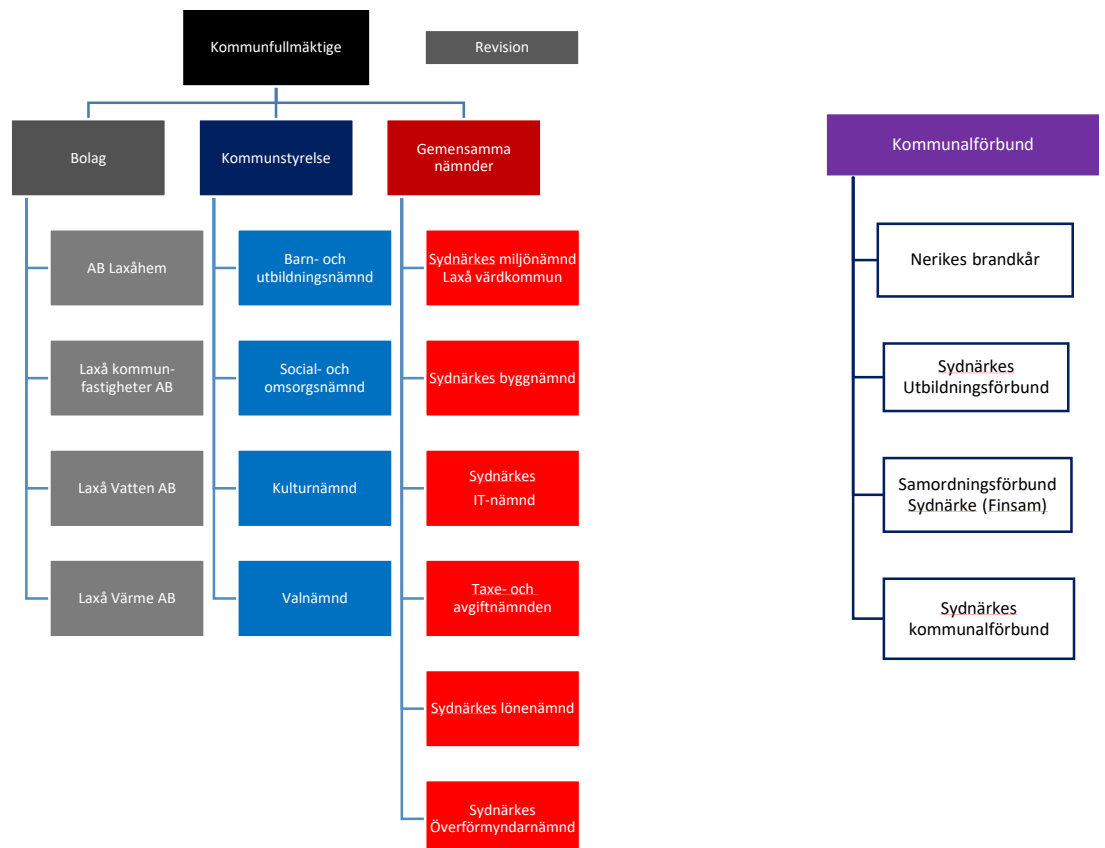 Kommunfullmäktige
Revision
Bolag
Kommunstyrelse
Gemensamma
nämnder
AB Laxåhem
Laxå kommun-
fastigheter AB
Laxå Vatten AB
Laxå Värme AB
Barn- och
utbildningsnämnd
Social- och
omsorgsnämnd
Kulturnämnd
Valnämnd
Sydnärkes miljönämnd
Laxå värdkommun
Sydnärkes byggnämnd
Sydnärkes
IT-nämnd
Taxe- och
avgiftnämnden
Sydnärkes lönenämnd
Sydnärkes
Överförmyndarnämnd
Kommunalförbund
Nerikes brandkår
Sydnärkes
Utbildningsförbund
Samordningsförbund
Sydnärke (Finsam)
Sydnärkes
kommunalförbund